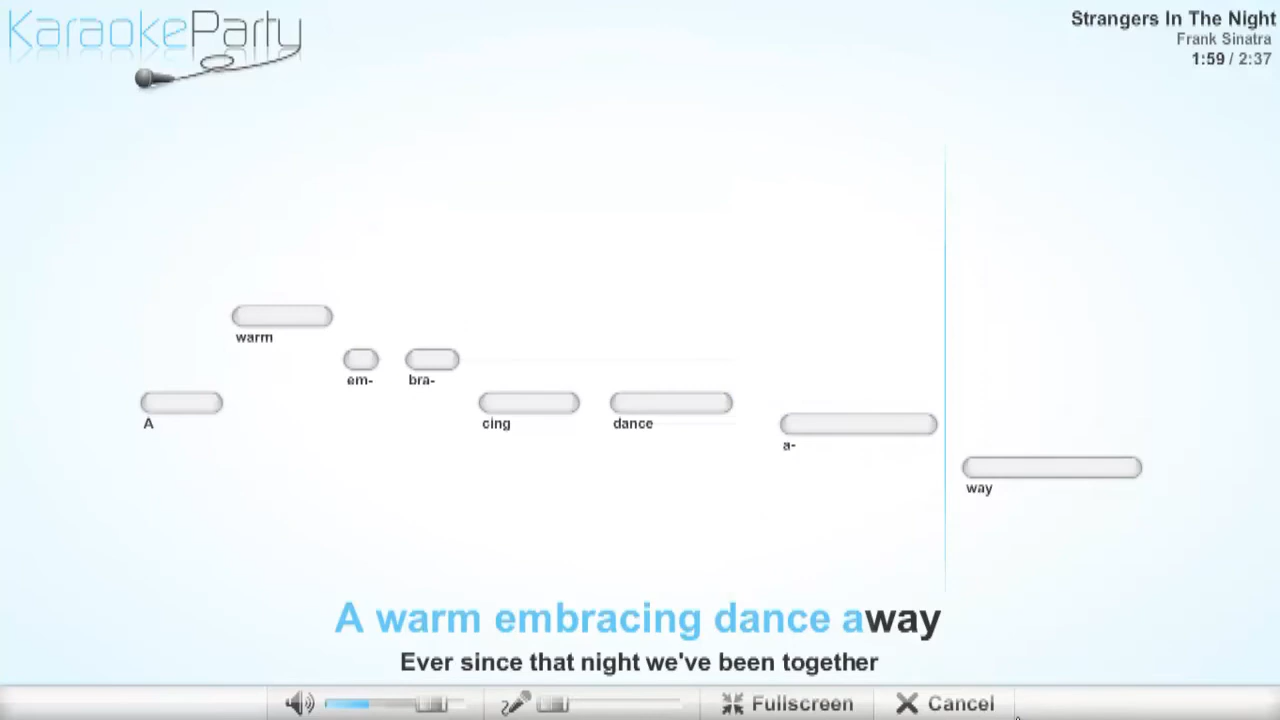 KaraokeParty
Strangers In The Night
Frank Sinatra
1:59 / 2:37
warm
em- bra-
A cing dance
a-
way
A warm embracing dance away
Ever since that night we've been together
Fullscreen Cancel